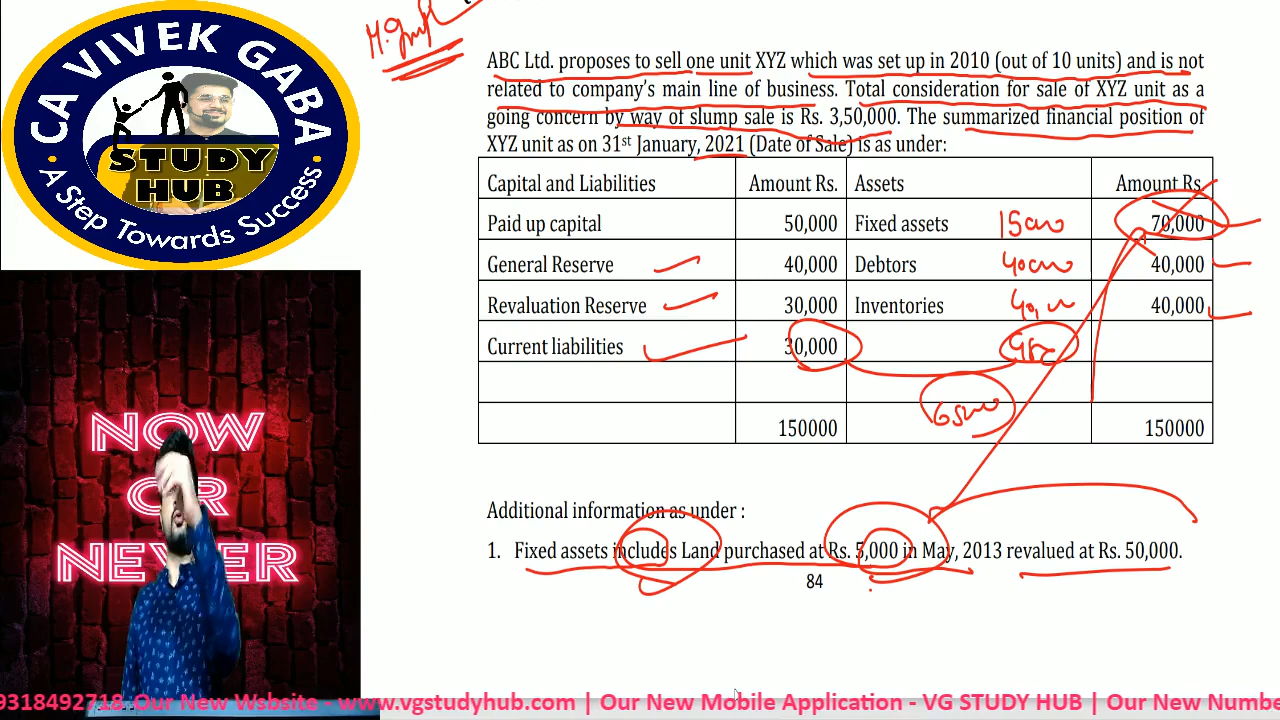 CA VIVEK GABA
STUDY
HUB
A Step Towards Success
NOW
OR
NEVER
ABC Ltd. proposes to sell one unit XYZ which was set up in 2010 (out of 10 units) and is not
related to company's main line of business. Total consideration for sale of XYZ unit as a
going concern by way of slump sale is Rs. 3,50,000. The summarized financial position of
XYZ unit as on 31st January, 2021 (Date of Sale) is as under:
Capital and Liabilities Amount Rs. Assets Amount Rs
Paid up capital 50,000 Fixed assets 70,000
General Reserve 40,000 Debtors 40,000
Revaluation Reserve 30,000 Inventories 40,000
Current liabilities 30,000
150000 150000
Additional information as under :
1. Fixed assets includes Land purchased at Rs. 5,000 in May, 2013 revalued at Rs. 50,000.
84
9318492718 Our New Wsbsite - www.vgstudyhub.com | Our New Mobile Application - VG STUDY HUB | Our New Numbe